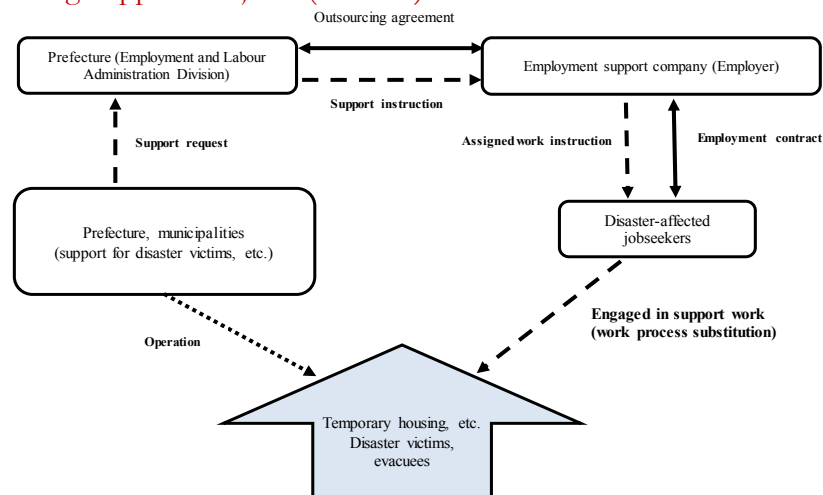 Outsourcing agreement
Prefecture (Employment and Labour
Administration Division)
Employment support company (Employer)
Support instruction
Support request
Assigned work instruction
Employment contract
Prefecture, municipalities
(support for disaster victims, etc.)
Disaster-affected
jobseekers
Engaged in support work
(work process substitution)
Operation
Temporary housing, etc.
Disaster victims,
evacuees